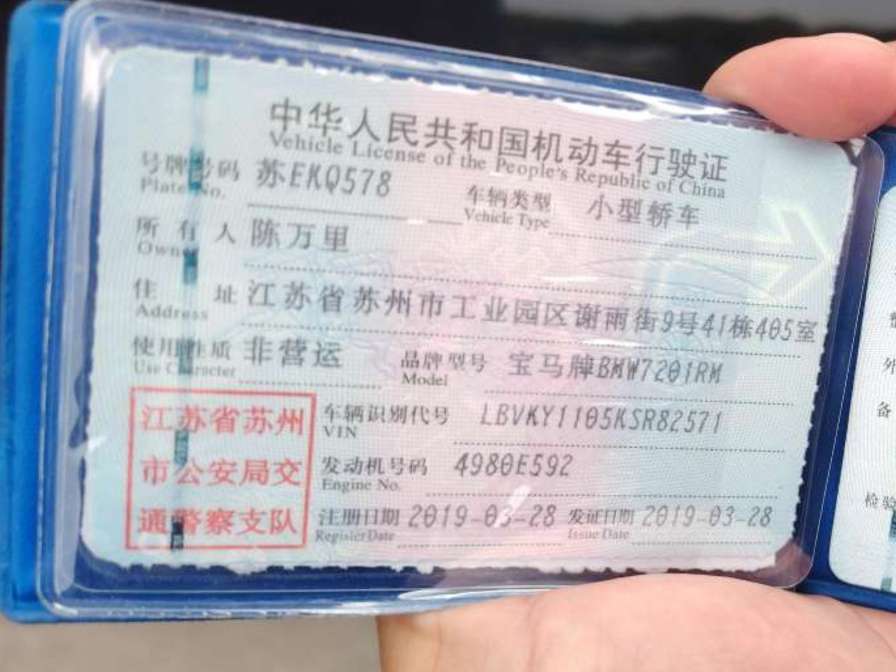 中华人民共和国机动车行驶证
Vehicle License of the People's Republic of China
号牌号码 苏EKQ578 车辆类型 小型轿车
Plate No. Vehicle Type
所有人 陈万里
Owner
住址 江苏省苏州市工业园区谢雨街9号41栋405室
Address
使用性质 非营运 品牌型号 宝马牌BMW7201RM
Use Character Model
江苏省苏州
市公安局交
通警察支队
车辆识别代号 LBVKY1105KSR82571
VIN
发动机号码 4980E592
Engine No.
注册日期 2019-03-28 发证日期 2019-03-28
Register Date Issue Date
外
备
检验